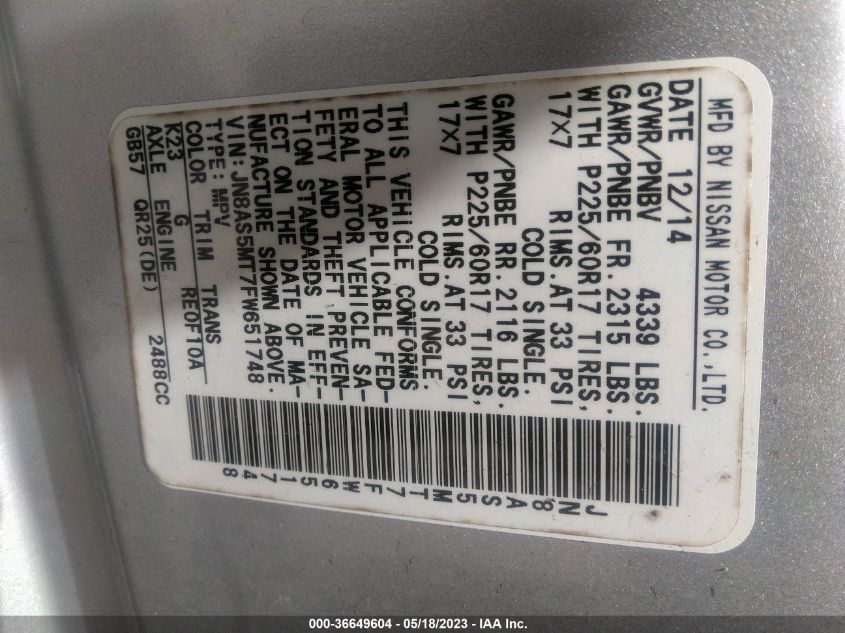 MFD BY NISSAN MOTOR CO.,LTD.
DATE 12/14
GVWR/PNBV 4339 LBS.
GAWR/PNBE FR. 2315 LBS.
WITH P225/60R17 TIRES,
17X7 RIMS.AT 33 PSI
COLD SINGLE.
GAWR/PNBE RR. 2116 LBS.
WITH P225/60R17 TIRES,
17X7 RIMS.AT 33 PSI
COLD SINGLE.
THIS VEHICLE CONFORMS
TO ALL APPLICABLE FED-
ERAL MOTOR VEHICLE SA-
FETY AND THEFT PREVEN-
TION STANDARDS IN EFF-
ECT ON THE DATE OF MA-
NUFACTURE SHOWN ABOVE.
VIN:JN8AS5MT7FW651748
TYPE:MPV
COLOR TRIM TRANS
K23 G RE0F10A
AXLE ENGINE
GB57 QR25(DE) 2488CC
JN8AS5MT7FW651748
000-36649604 - 05/18/2023 - IAA Inc.